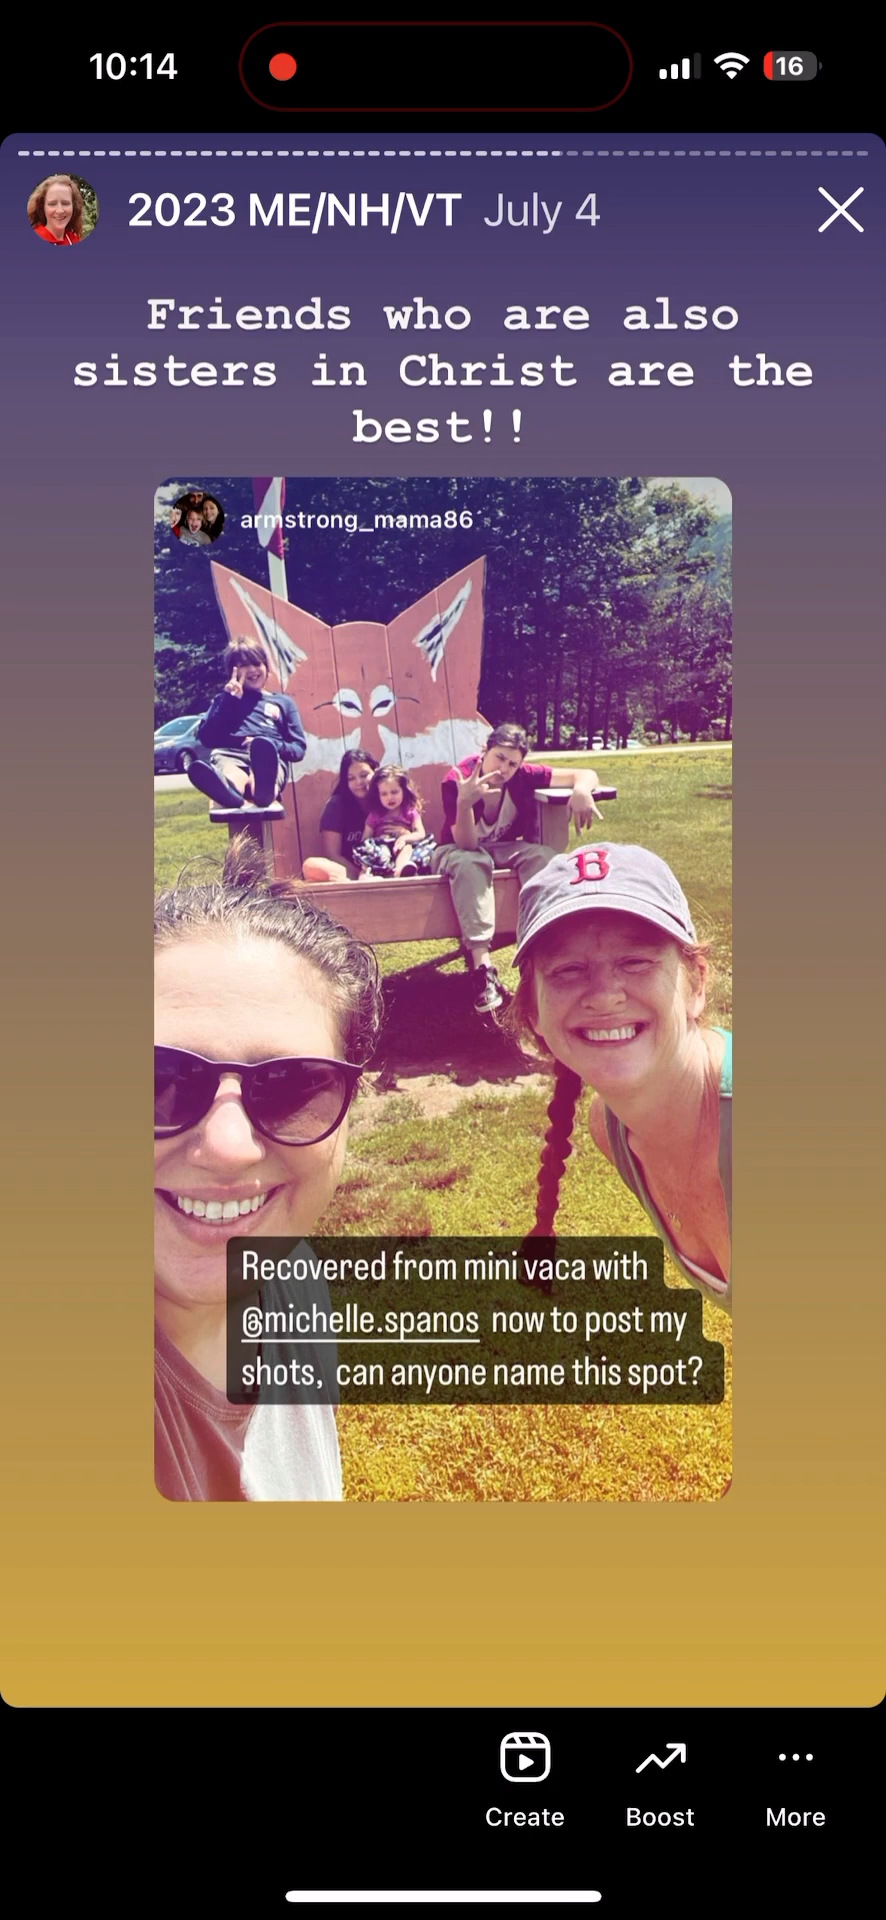 10:14
16
2023 ME/NH/VT July 4
Friends who are also
sisters in Christ are the
best!!
armstrong_mama86
B
Recovered from mini vaca with
@michelle.spanos now to post my
shots, can anyone name this spot?
Create Boost More